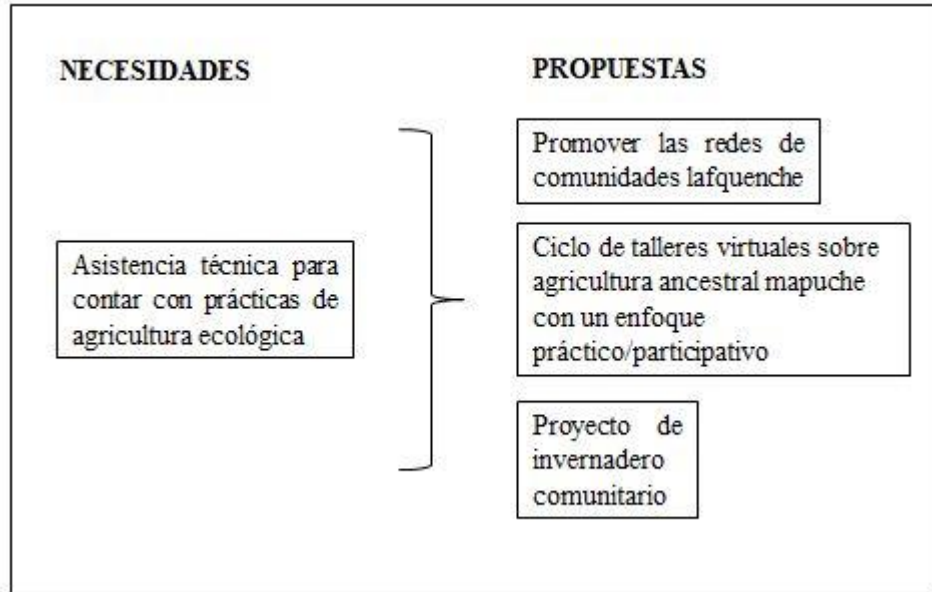 NECESIDADES
Asistencia técnica para
contar con prácticas de
agricultura ecológica
PROPUESTAS
Promover las redes de
comunidades lafquenche
Ciclo de talleres virtuales sobre
agricultura ancestral mapuche
con un enfoque
práctico/participativo
Proyecto de
invernadero
comunitario